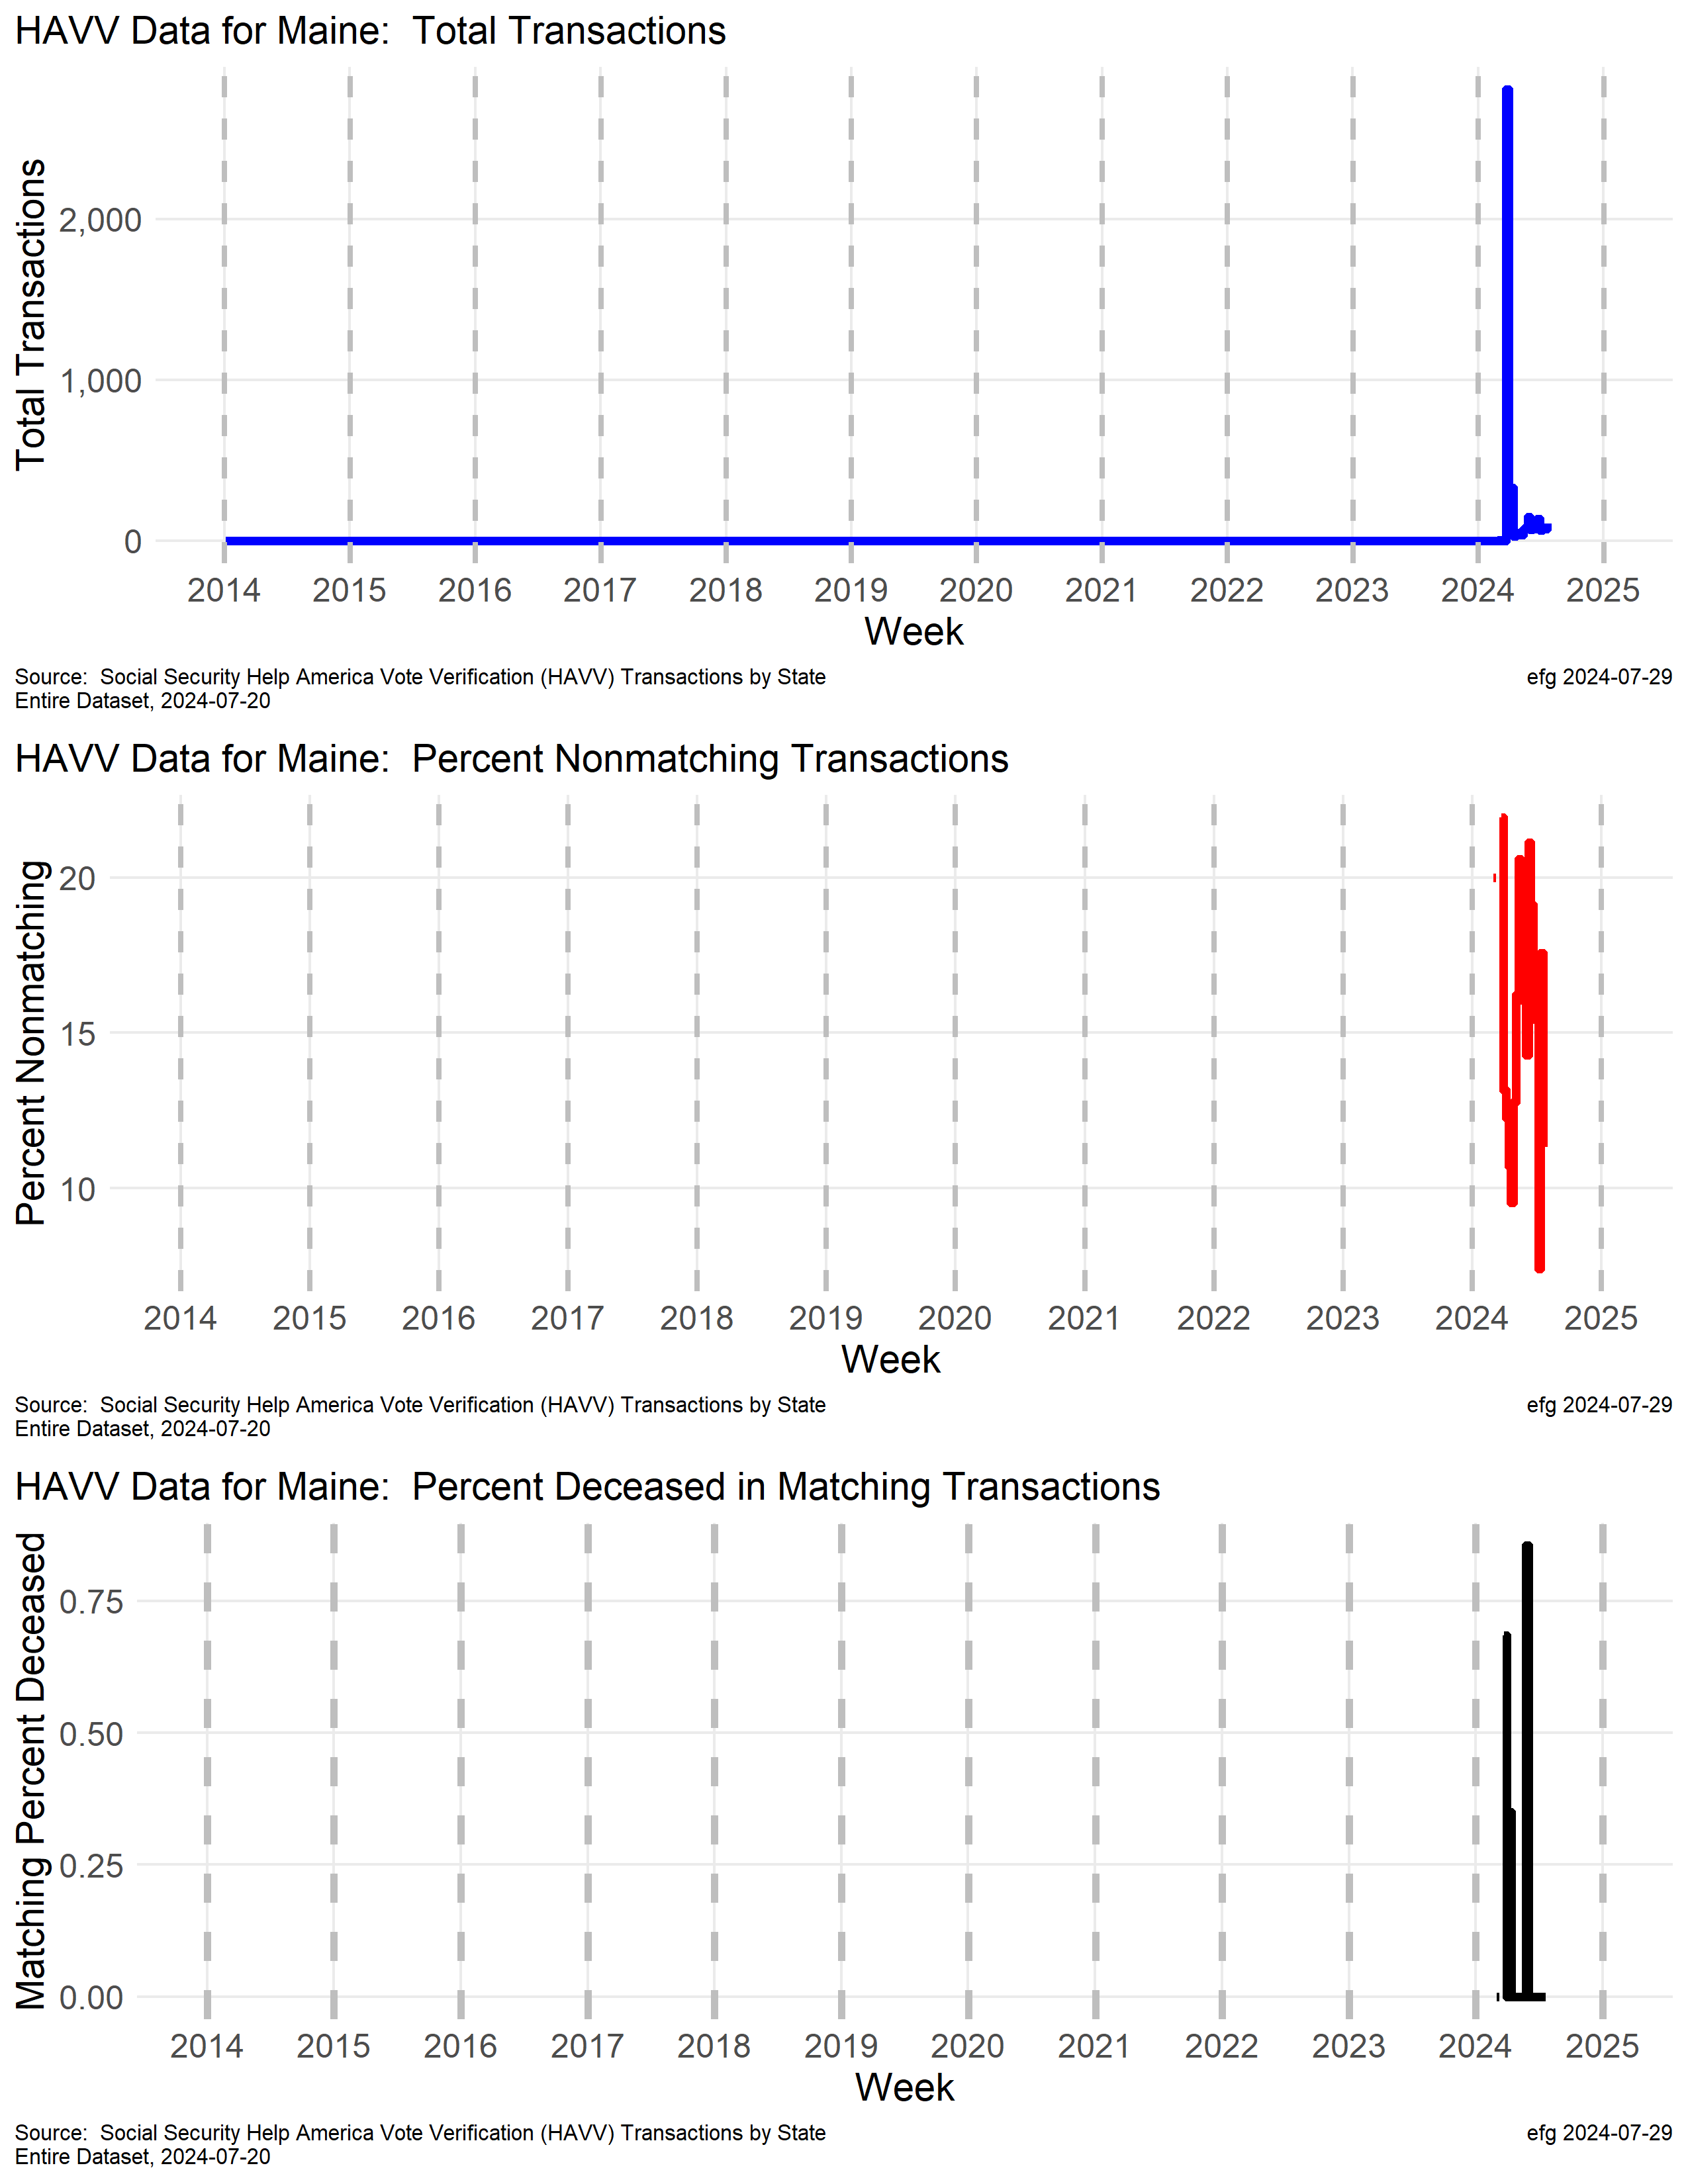 HAVV Data for Maine:  Total Transactions
Total Transactions
2,000
1,000
0
2014 2015 2016 2017 2018 2019 2020 2021 2022 2023 2024 2025
Week
Source:  Social Security Help America Vote Verification (HAVV) Transactions by State
Entire Dataset, 2024-07-20
efg 2024-07-29
HAVV Data for Maine:  Percent Nonmatching Transactions
Percent Nonmatching
20
15
10
2014 2015 2016 2017 2018 2019 2020 2021 2022 2023 2024 2025
Week
Source:  Social Security Help America Vote Verification (HAVV) Transactions by State
Entire Dataset, 2024-07-20
efg 2024-07-29
HAVV Data for Maine:  Percent Deceased in Matching Transactions
Matching Percent Deceased
0.75
0.50
0.25
0.00
2014 2015 2016 2017 2018 2019 2020 2021 2022 2023 2024 2025
Week
Source:  Social Security Help America Vote Verification (HAVV) Transactions by State
Entire Dataset, 2024-07-20
efg 2024-07-29